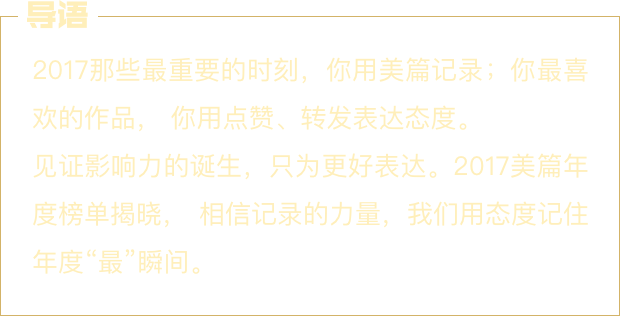 导语
2017那些最重要的时刻，你用美篇记录；你最喜
欢的作品， 你用点赞、转发表达态度。
见证影响力的诞生，只为更好表达。2017美篇年
度榜单揭晓， 相信记录的力量，我们用态度记住
年度“最”瞬间。